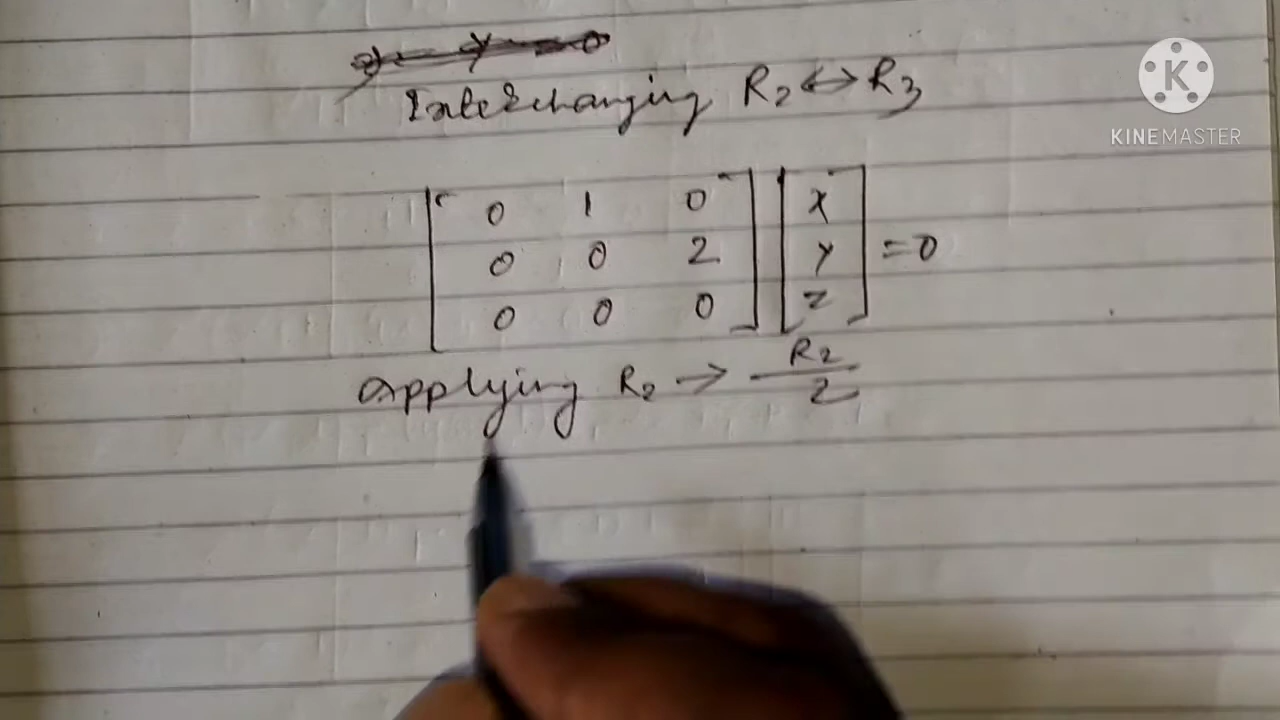 Interchanging R2 ↔ R3
K
KINEMASTER
[ 0 1 0 ] [ x ]
[ 0 0 2 ] [ y ] = 0
[ 0 0 0 ] [ z ]
applying R2 → R2/2